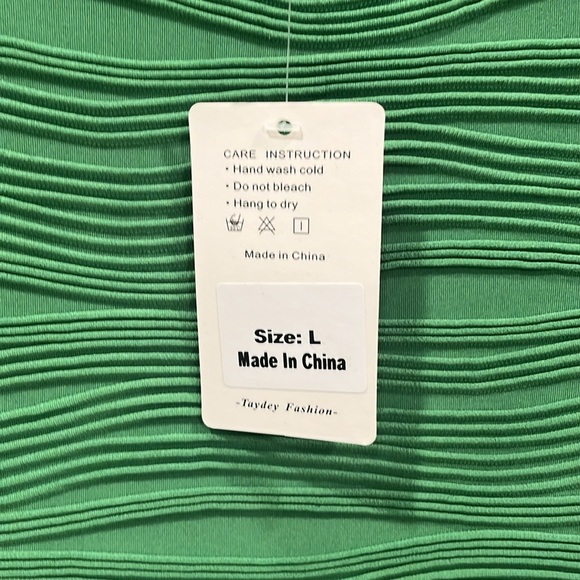 CARE INSTRUCTION
• Hand wash cold
• Do not bleach
• Hang to dry
Made in China
Size: L
Made In China
-Taydey Fashion-